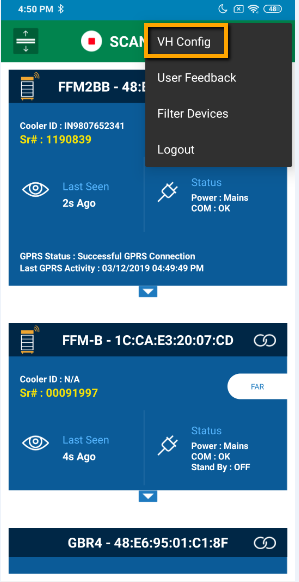 4:50 PM
48
SCAN
VH Config
User Feedback
Filter Devices
Logout
FFM2BB - 48:E
Cooler ID : IN9807652341
Sr# : 1190839
Last Seen
2s Ago
Status
Power : Mains
COM : OK
GPRS Status : Successful GPRS Connection
Last GPRS Activity : 03/12/2019 04:49:49 PM
FFM-B - 1C:CA:E3:20:07:CD
Cooler ID : N/A
Sr# : 00091997
FAR
Last Seen
4s Ago
Status
Power : Mains
COM : OK
Stand By : OFF
GBR4 - 48:E6:95:01:C1:8F